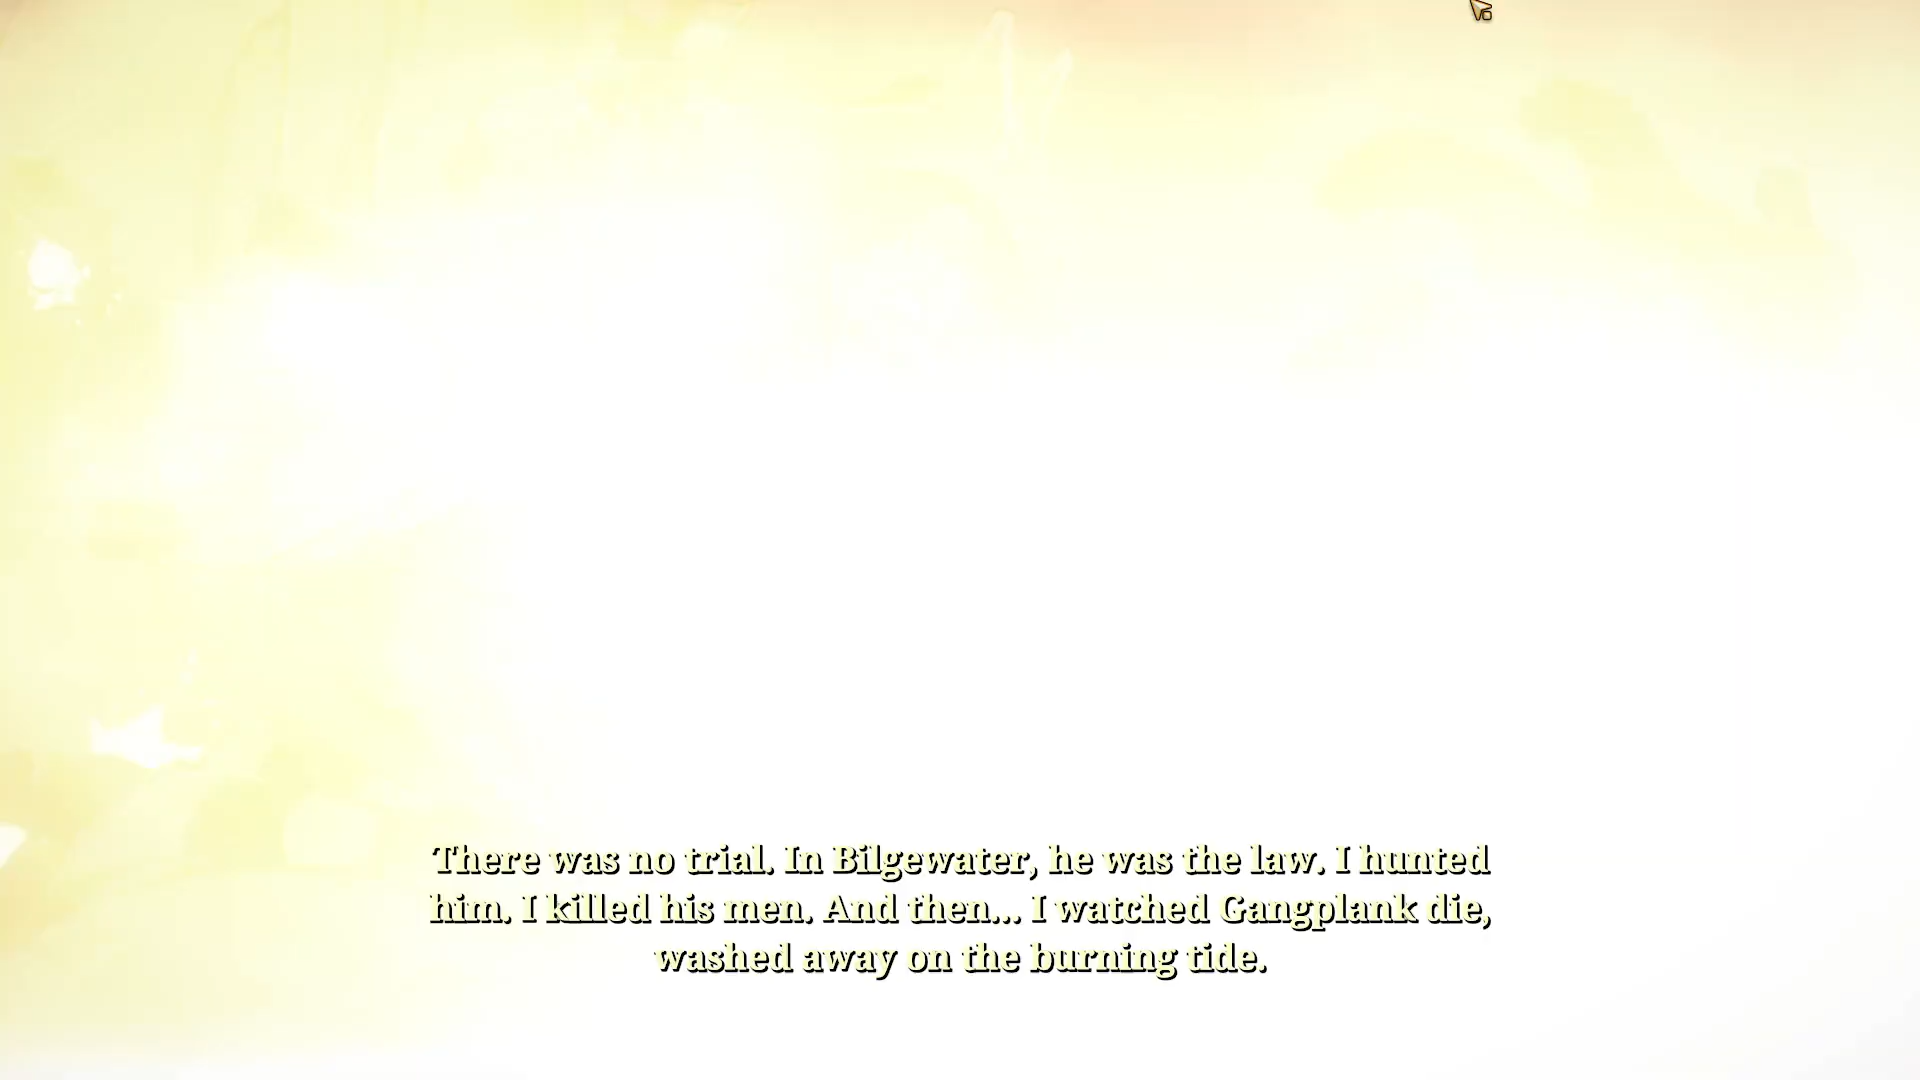 There was no trial. In Bilgewater, he was the law. I hunted
him. I killed his men. And then... I watched Gangplank die,
washed away on the burning tide.